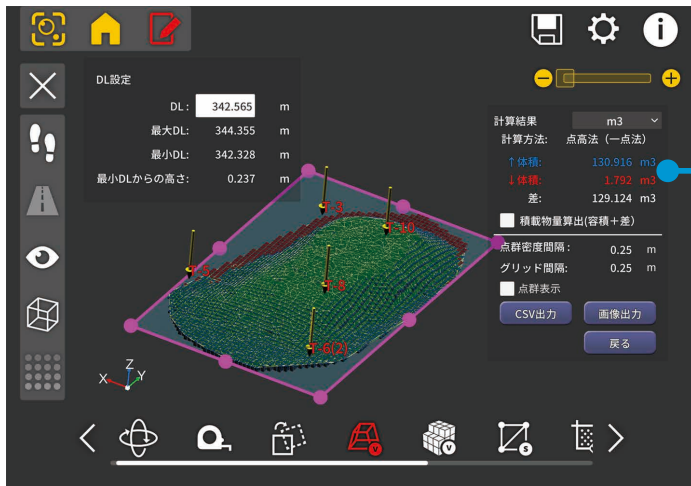 DL設定
DL: 342.565 m
最大DL: 344.355 m
最小DL: 342.328 m
最小DLからの高さ: 0.237 m
計算結果 m3
計算方法: 点高法（一点法）
↑体積: 130.916 m3
↓体積: 1.792 m3
差: 129.124 m3
積載物量算出(容積＋差)
点群密度間隔: 0.25 m
グリッド間隔: 0.25 m
点群表示
CSV出力 画像出力
戻る
T-3
T-10
T-5
T-8
T-6(2)
Z
X Y
V
V
S